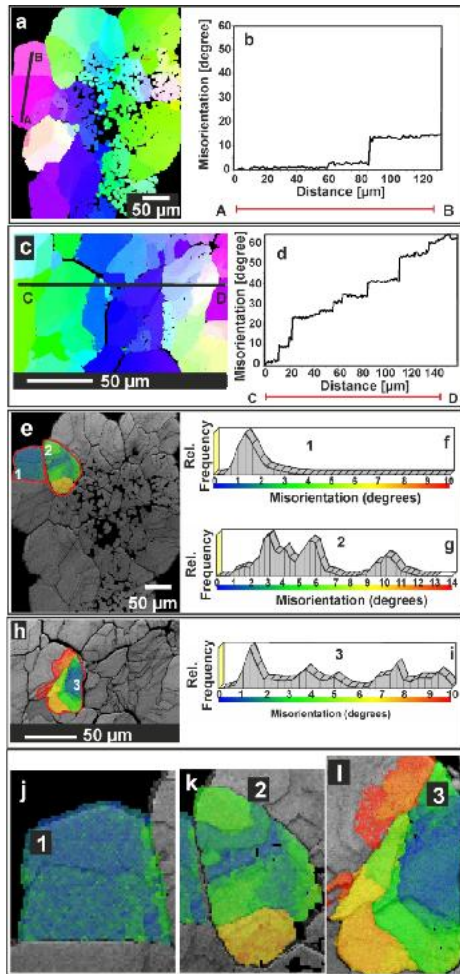 a
B
A
50 µm
b
Misorientation [degree]
60
50
40
30
20
10
0
0 20 40 60 80 100 120
Distance [µm]
A B
c
C D
50 µm
d
Misorientation [degree]
60
50
40
30
20
10
0
0 20 40 60 80 100 120 140
Distance [µm]
C D
e
1
2
50 µm
1 f
Rel.
Frequency
0 1 2 3 4 5 6 7 8 9 10
Misorientation (degrees)
2 g
Rel.
Frequency
0 1 2 3 4 5 6 7 8 9 10 11 12 13 14
Misorientation (degrees)
h
3
50 µm
3 i
Rel.
Frequency
0 1 2 3 4 5 6 7 8 9 10
Misorientation (degrees)
j
1
k
2
l
3